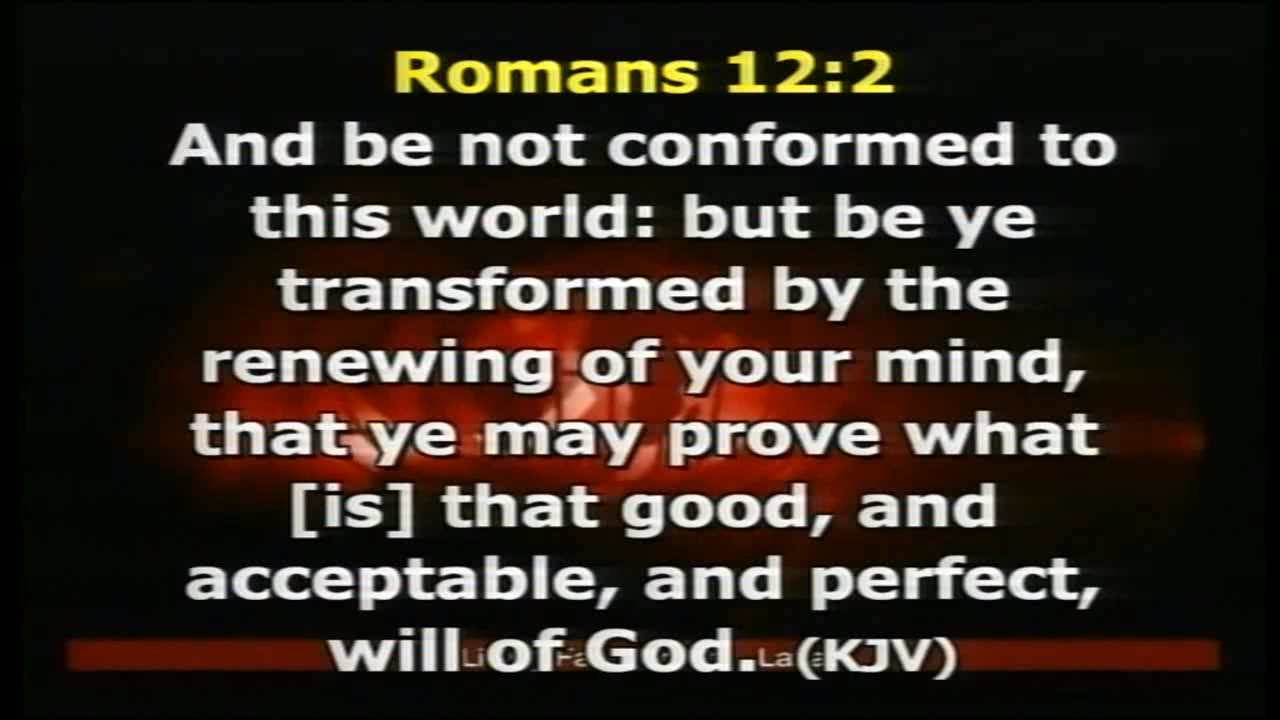 Romans 12:2
And be not conformed to
this world: but be ye
transformed by the
renewing of your mind,
that ye may prove what
[is] that good, and
acceptable, and perfect,
will of God. (KJV)